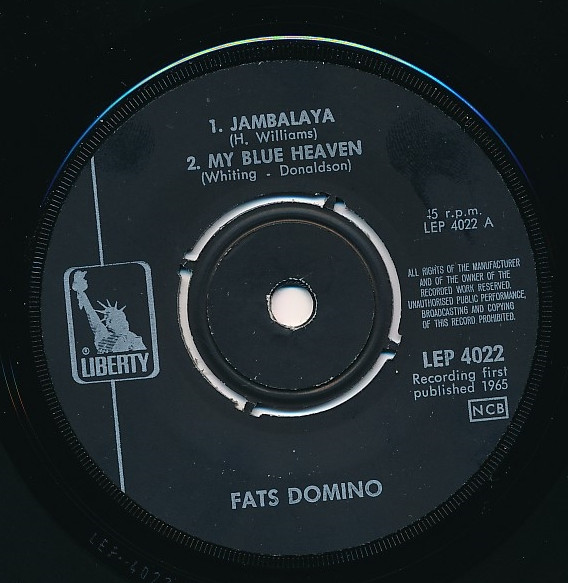 1. JAMBALAYA
(H. Williams)
2. MY BLUE HEAVEN
(Whiting - Donaldson)
45 r.p.m.
LEP 4022 A
ALL RIGHTS OF THE MANUFACTURER
AND OF THE OWNER OF THE
RECORDED WORK RESERVED.
UNAUTHORISED PUBLIC PERFORMANCE,
BROADCASTING AND COPYING
OF THIS RECORD PROHIBITED.
® LIBERTY
LEP 4022
Recording first
published 1965
NCB
FATS DOMINO
LEP-4022